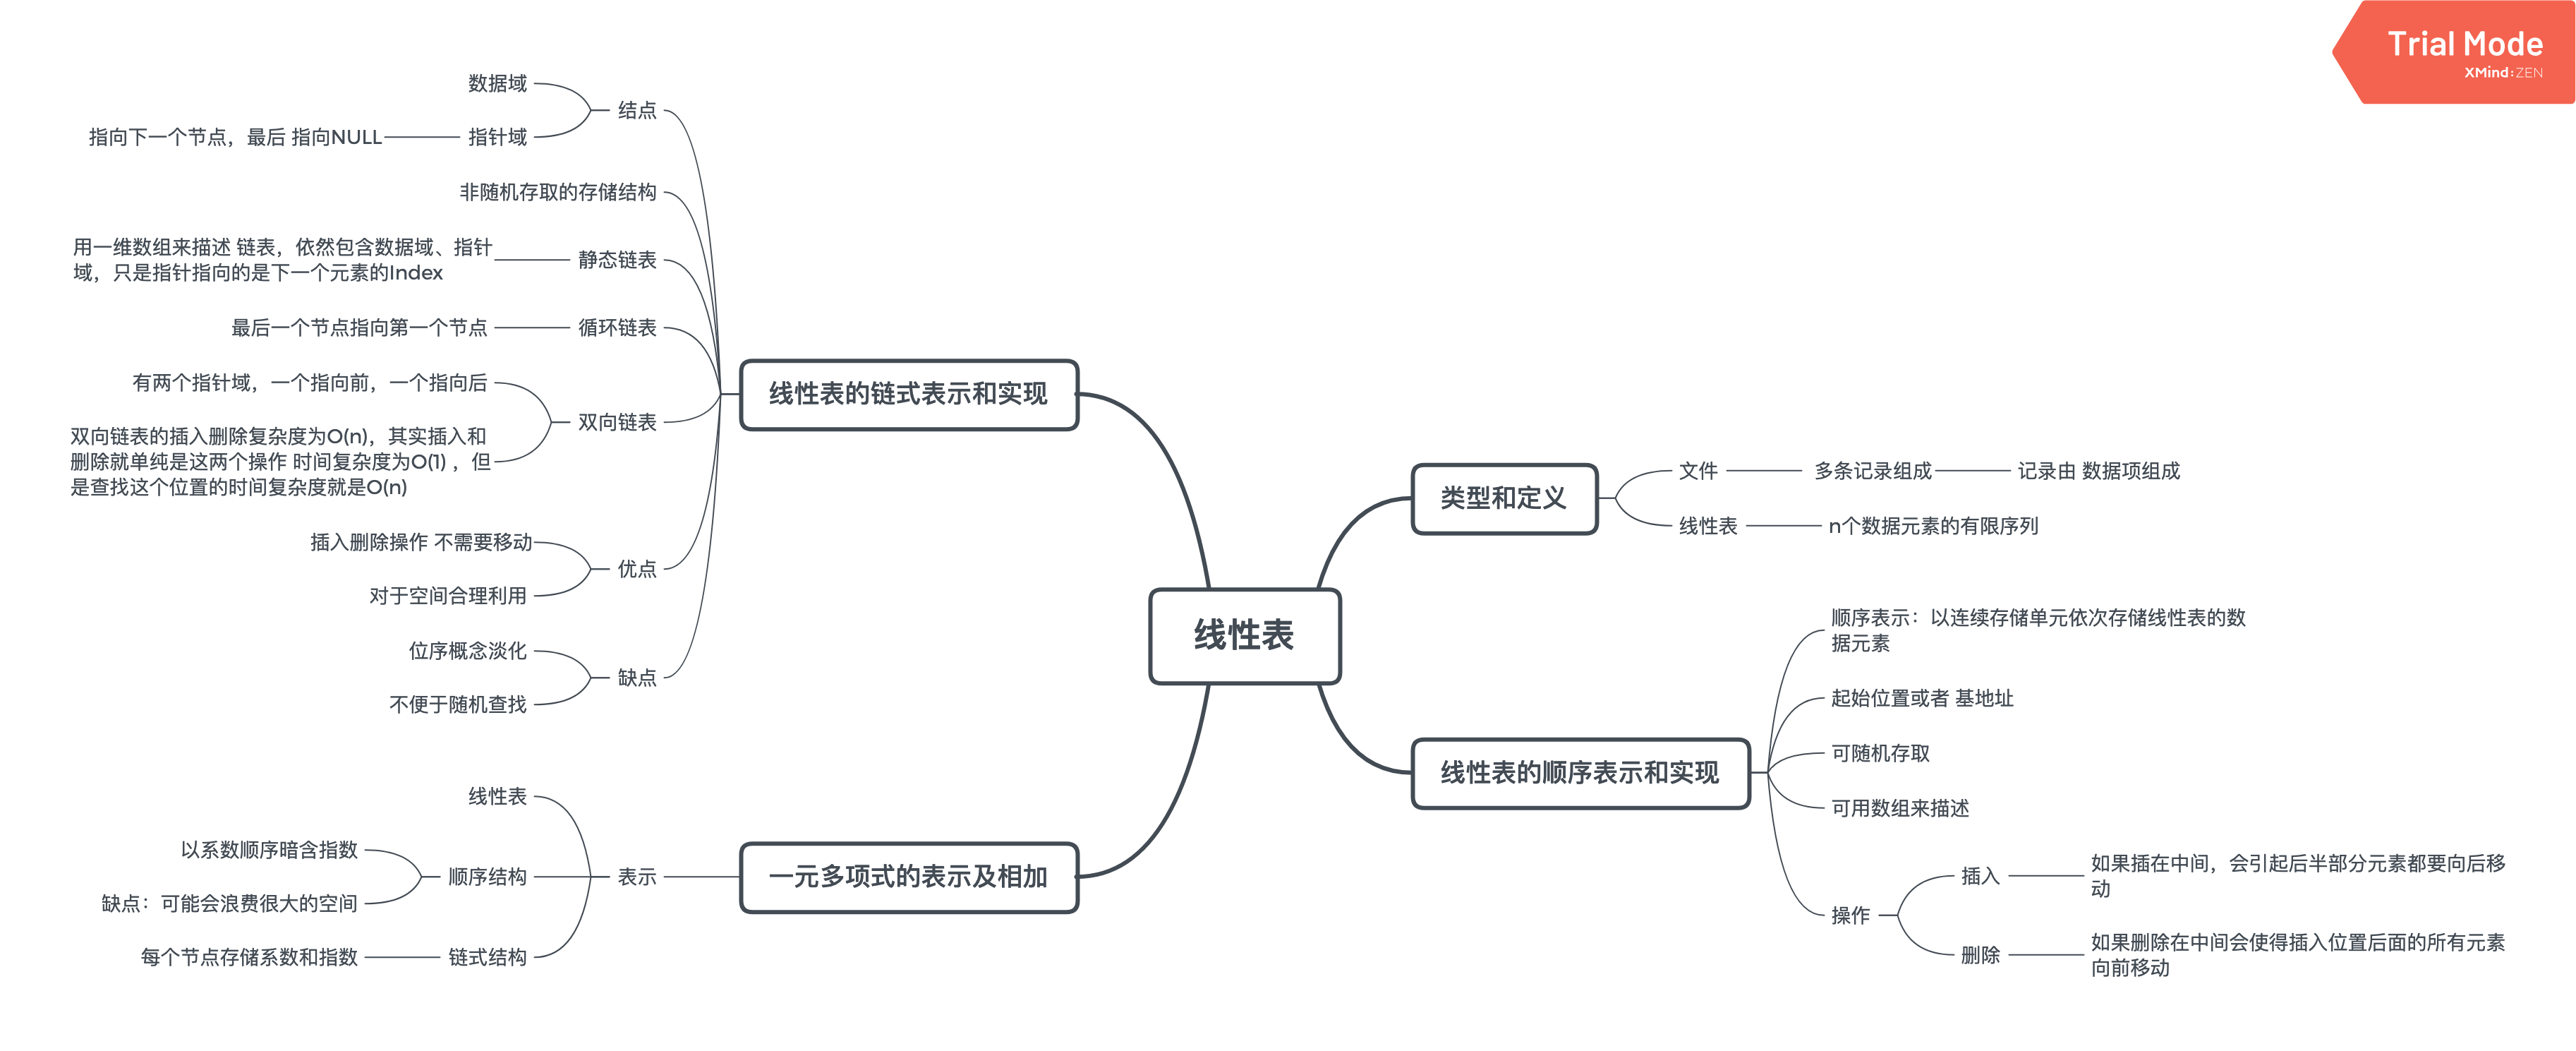 Trial Mode
XMind:ZEN
数据域
结点
指向下一个节点，最后 指向NULL
指针域
非随机存取的存储结构
用一维数组来描述 链表，依然包含数据域、指针
域，只是指针指向的是下一个元素的Index
静态链表
最后一个节点指向第一个节点
循环链表
线性表的链式表示和实现
有两个指针域，一个指向前，一个指向后
双向链表
双向链表的插入删除复杂度为O(n)，其实插入和
删除就单纯是这两个操作 时间复杂度为O(1) ，但
是查找这个位置的时间复杂度就是O(n)
插入删除操作 不需要移动
优点
对于空间合理利用
位序概念淡化
缺点
不便于随机查找
线性表
类型和定义
文件
多条记录组成
记录由 数据项组成
线性表
n个数据元素的有限序列
顺序表示：以连续存储单元依次存储线性表的数
据元素
起始位置或者 基地址
可随机存取
线性表的顺序表示和实现
可用数组来描述
操作
插入
如果插在中间，会引起后半部分元素都要向后移
动
删除
如果删除在中间会使得插入位置后面的所有元素
向前移动
线性表
以系数顺序暗含指数
顺序结构
表示
一元多项式的表示及相加
缺点：可能会浪费很大的空间
每个节点存储系数和指数
链式结构